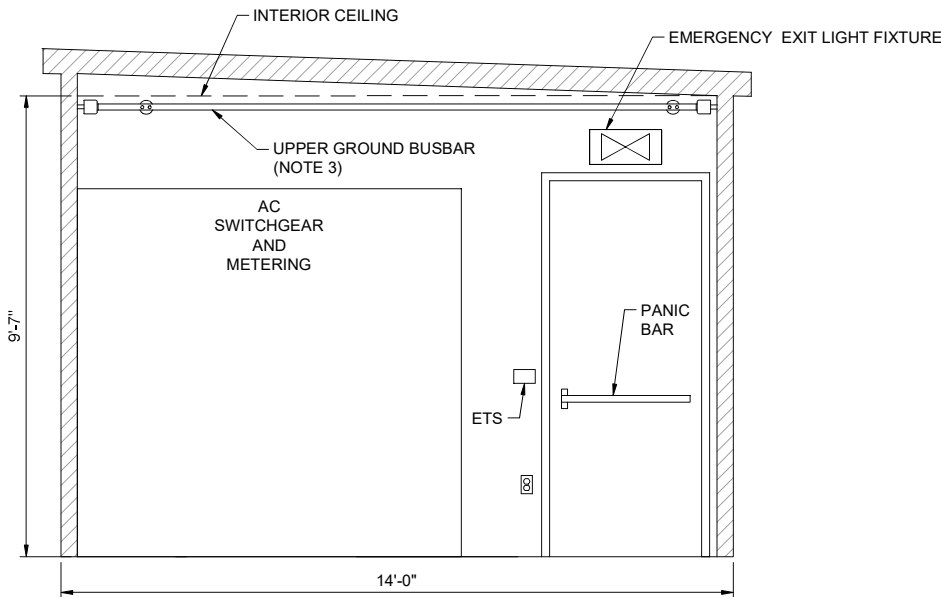 INTERIOR CEILING
EMERGENCY EXIT LIGHT FIXTURE
UPPER GROUND BUSBAR
(NOTE 3)
AC
SWITCHGEAR
AND
METERING
PANIC
BAR
9'-7"
ETS
14'-0"